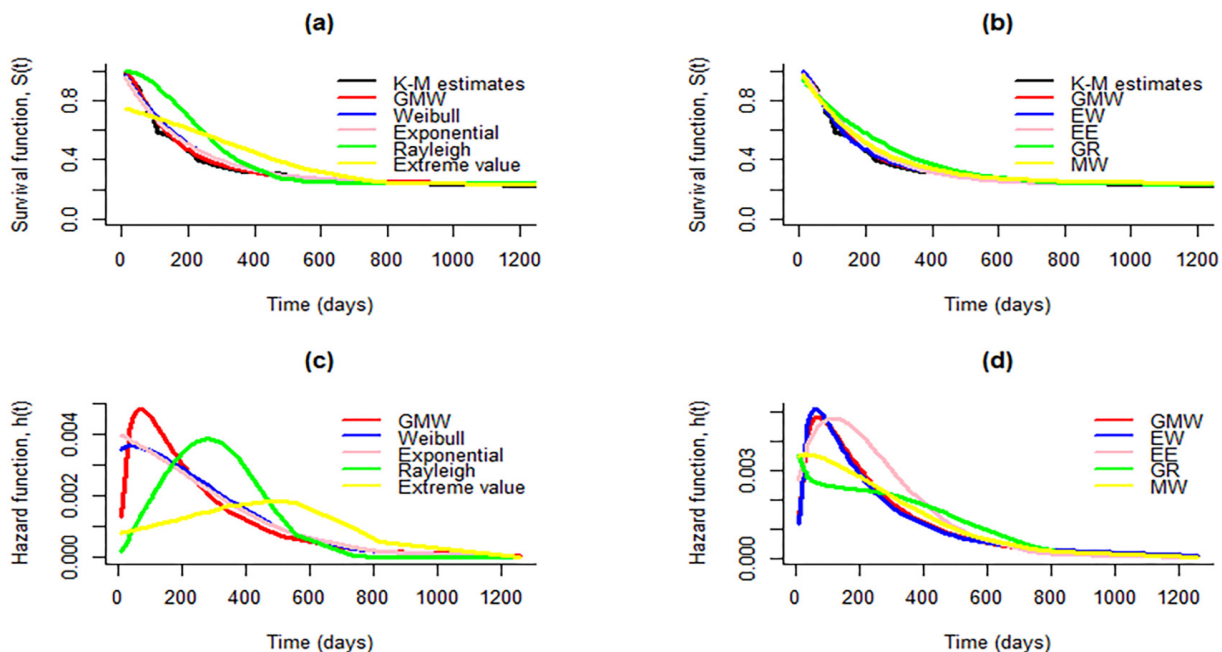 (a)
Survival function, S(t)
0.8
0.4
0.0
K-M estimates
GMW
Weibull
Exponential
Rayleigh
Extreme value
0 200 400 600 800 1000 1200
Time (days)
(b)
Survival function, S(t)
0.8
0.4
0.0
K-M estimates
GMW
EW
EE
GR
MW
0 200 400 600 800 1000 1200
Time (days)
(c)
Hazard function, h(t)
0.004
0.002
0.000
GMW
Weibull
Exponential
Rayleigh
Extreme value
0 200 400 600 800 1000 1200
Time (days)
(d)
Hazard function, h(t)
0.003
0.000
GMW
EW
EE
GR
MW
0 200 400 600 800 1000 1200
Time (days)